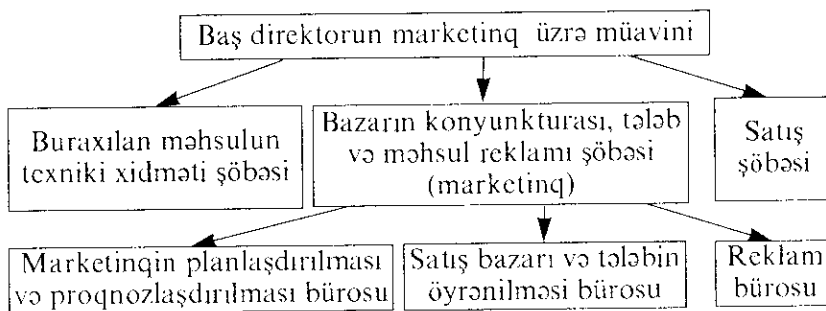 Baş direktorun marketinq üzrə müavini
Buraxılan məhsulun
texniki xidməti şöbəsi
Bazarın konyunkturası, tələb
və məhsul reklamı şöbəsi
(marketinq)
Satış
şöbəsi
Marketinqin planlaşdırılması
və proqnozlaşdırılması bürosu
Satış bazarı və tələbin
öyrənilməsi bürosu
Reklam
bürosu